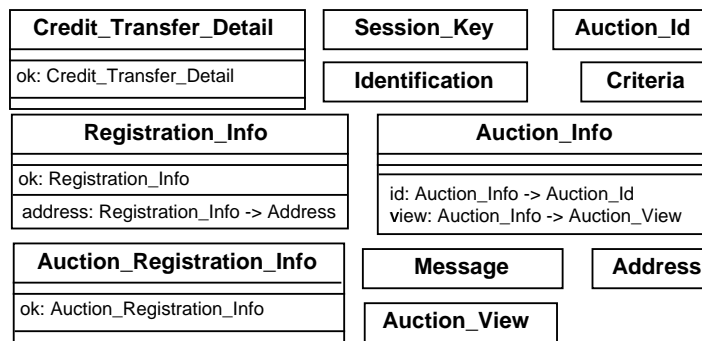 Credit_Transfer_Detail
ok: Credit_Transfer_Detail
Session_Key
Auction_Id
Identification
Criteria
Registration_Info
ok: Registration_Info
address: Registration_Info -> Address
Auction_Info
id: Auction_Info -> Auction_Id
view: Auction_Info -> Auction_View
Auction_Registration_Info
ok: Auction_Registration_Info
Message
Address
Auction_View